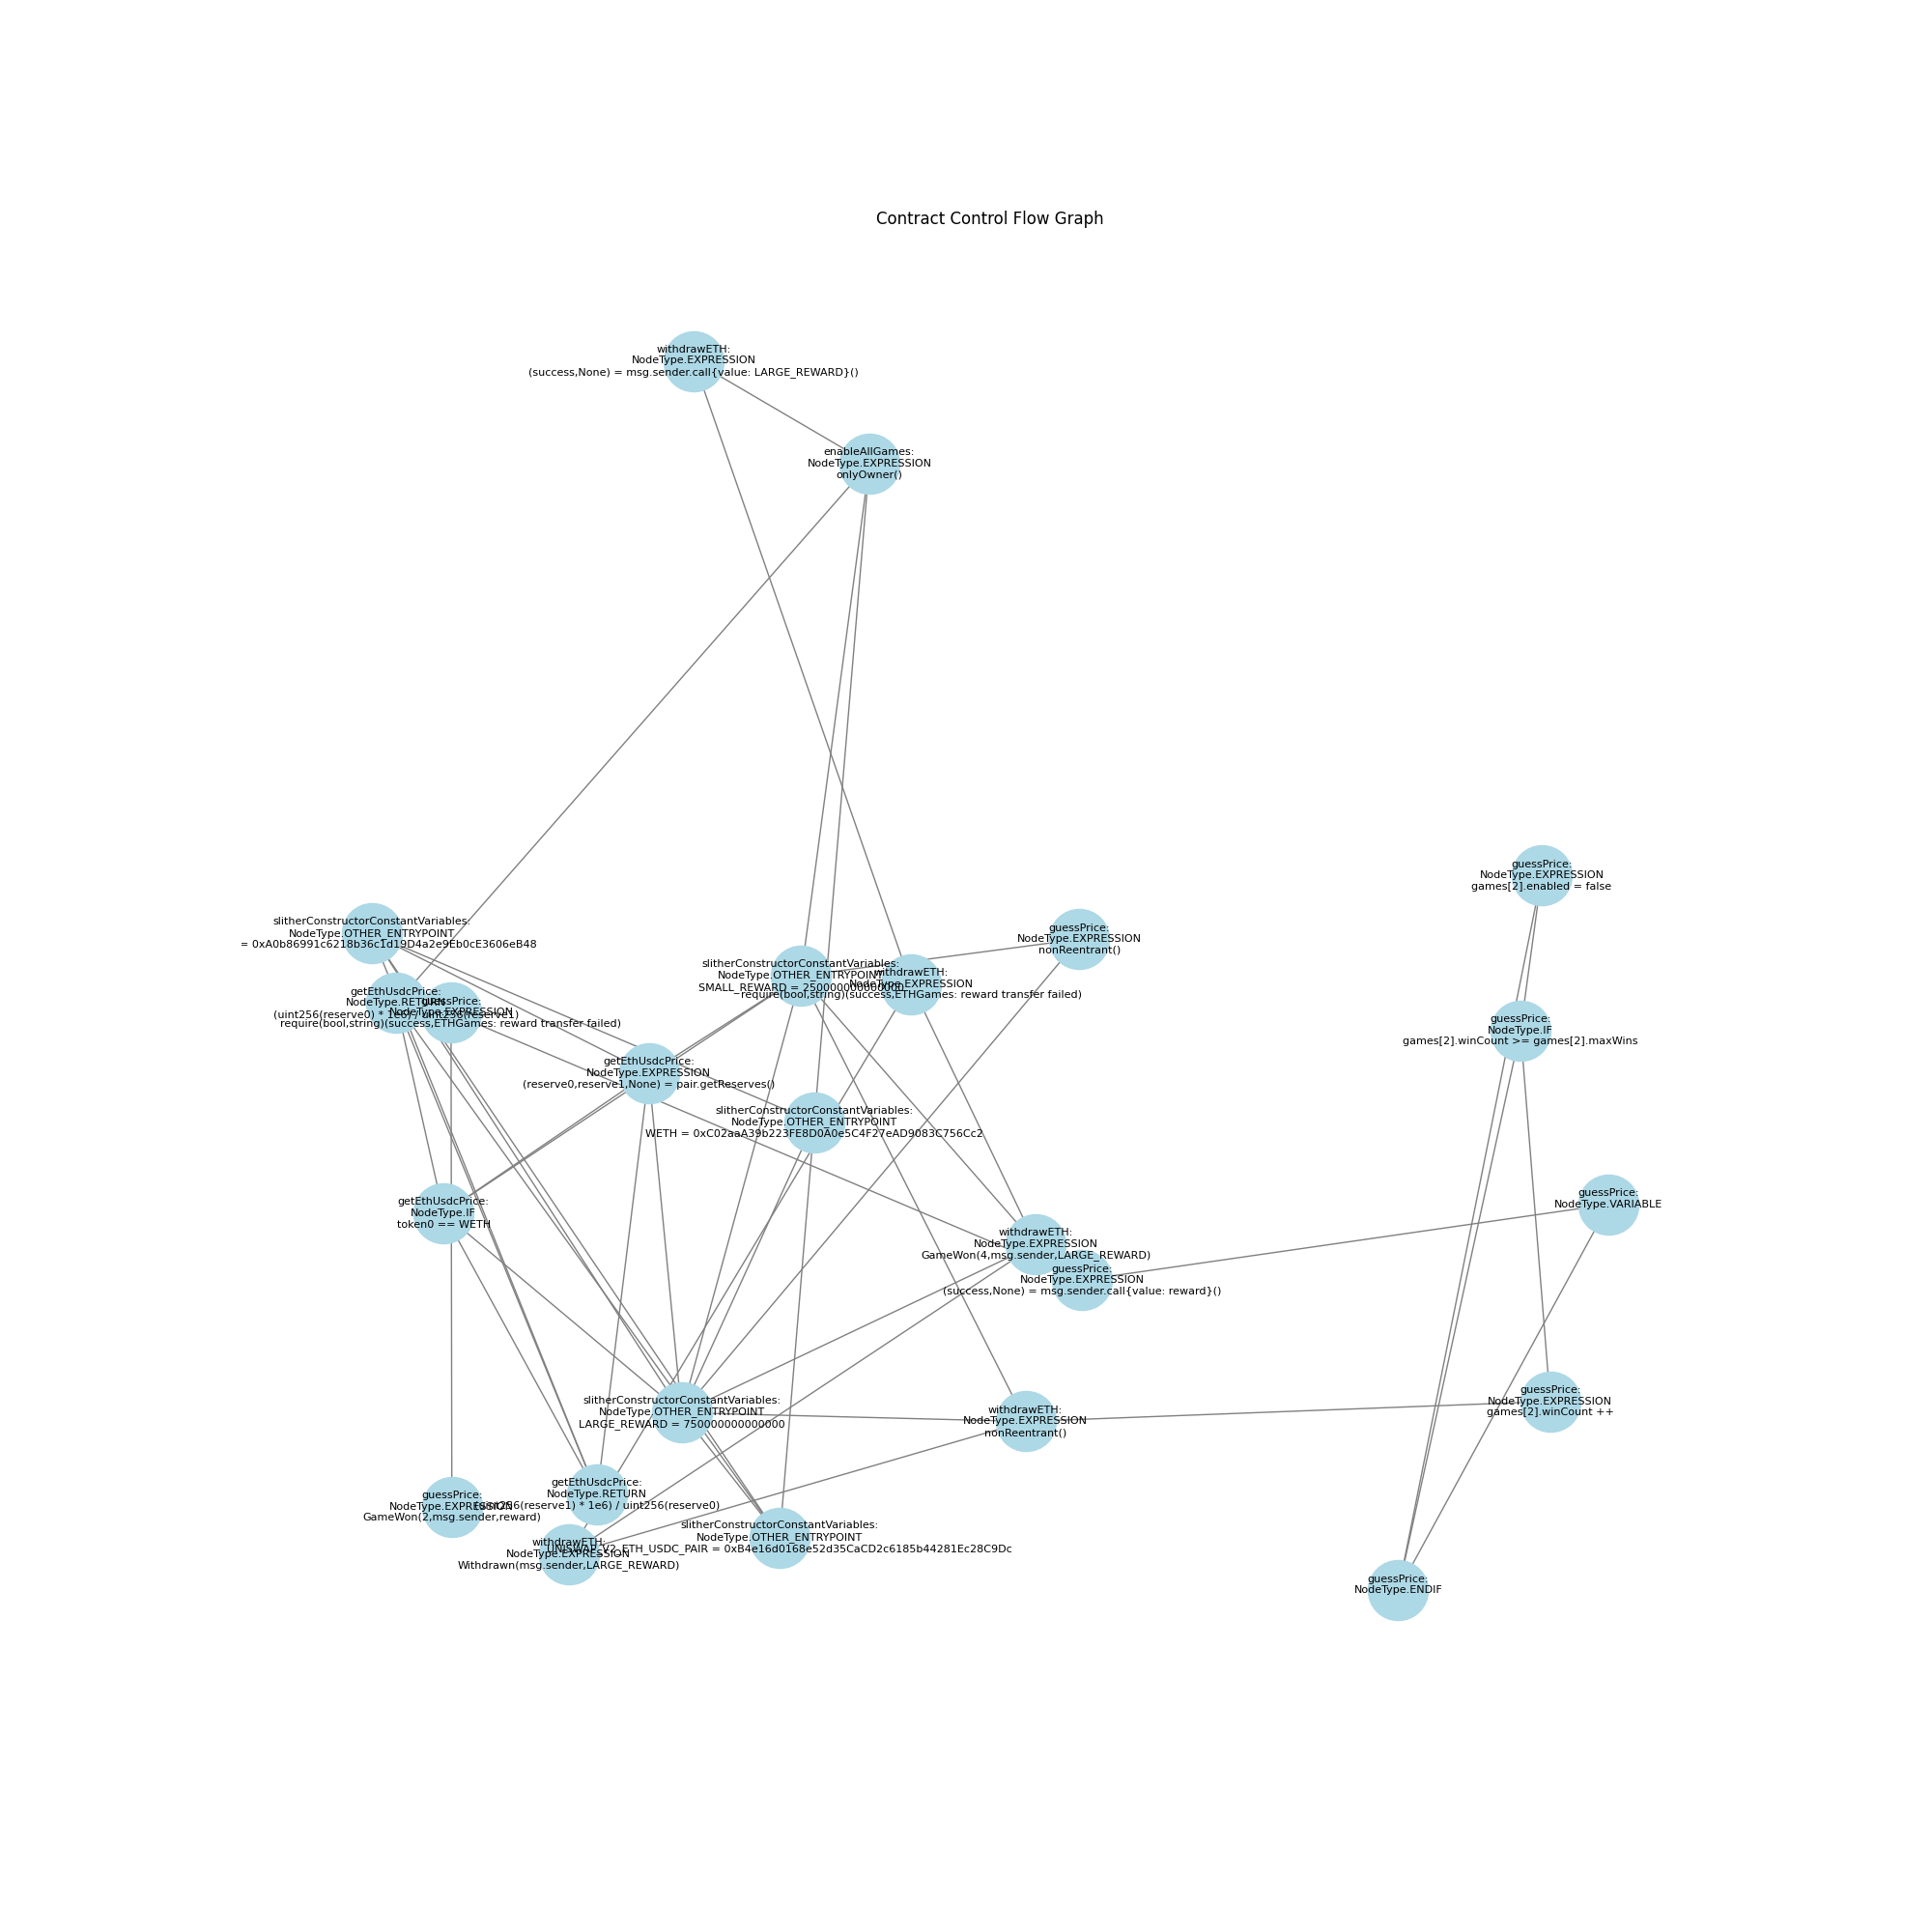 Contract Control Flow Graph
withdrawETH:
NodeType.EXPRESSION
(success,None) = msg.sender.call{value: LARGE_REWARD}()
enableAllGames:
NodeType.EXPRESSION
onlyOwner()
guessPrice:
NodeType.EXPRESSION
games[2].enabled = false
slitherConstructorConstantVariables:
NodeType.OTHER_ENTRYPOINT
= 0xA0b86991c6218b36c1d19D4a2e9Eb0cE3606eB48
guessPrice:
NodeType.EXPRESSION
nonReentrant()
slitherConstructorConstantVariables:
NodeType.OTHER_ENTRYPOINT
SMALL_REWARD = 250000000000000
withdrawETH:
NodeType.EXPRESSION
require(bool,string)(success,ETHGames: reward transfer failed)
getEthUsdcPrice:
NodeType.RETURN
(uint256(reserve0) * 1e6) / uint256(reserve1)
guessPrice:
NodeType.EXPRESSION
require(bool,string)(success,ETHGames: reward transfer failed)
guessPrice:
NodeType.IF
games[2].winCount >= games[2].maxWins
getEthUsdcPrice:
NodeType.EXPRESSION
(reserve0,reserve1,None) = pair.getReserves()
slitherConstructorConstantVariables:
NodeType.OTHER_ENTRYPOINT
WETH = 0xC02aaA39b223FE8D0A0e5C4F27eAD9083C756Cc2
getEthUsdcPrice:
NodeType.IF
token0 == WETH
guessPrice:
NodeType.VARIABLE
withdrawETH:
NodeType.EXPRESSION
GameWon(4,msg.sender,LARGE_REWARD)
guessPrice:
NodeType.EXPRESSION
(success,None) = msg.sender.call{value: reward}()
slitherConstructorConstantVariables:
NodeType.OTHER_ENTRYPOINT
LARGE_REWARD = 750000000000000
withdrawETH:
NodeType.EXPRESSION
nonReentrant()
guessPrice:
NodeType.EXPRESSION
games[2].winCount ++
getEthUsdcPrice:
NodeType.RETURN
(uint256(reserve1) * 1e6) / uint256(reserve0)
guessPrice:
NodeType.EXPRESSION
GameWon(2,msg.sender,reward)
slitherConstructorConstantVariables:
NodeType.OTHER_ENTRYPOINT
UNISWAP_V2_ETH_USDC_PAIR = 0xB4e16d0168e52d35CaCD2c6185b44281Ec28C9Dc
withdrawETH:
NodeType.EXPRESSION
Withdrawn(msg.sender,LARGE_REWARD)
guessPrice:
NodeType.ENDIF